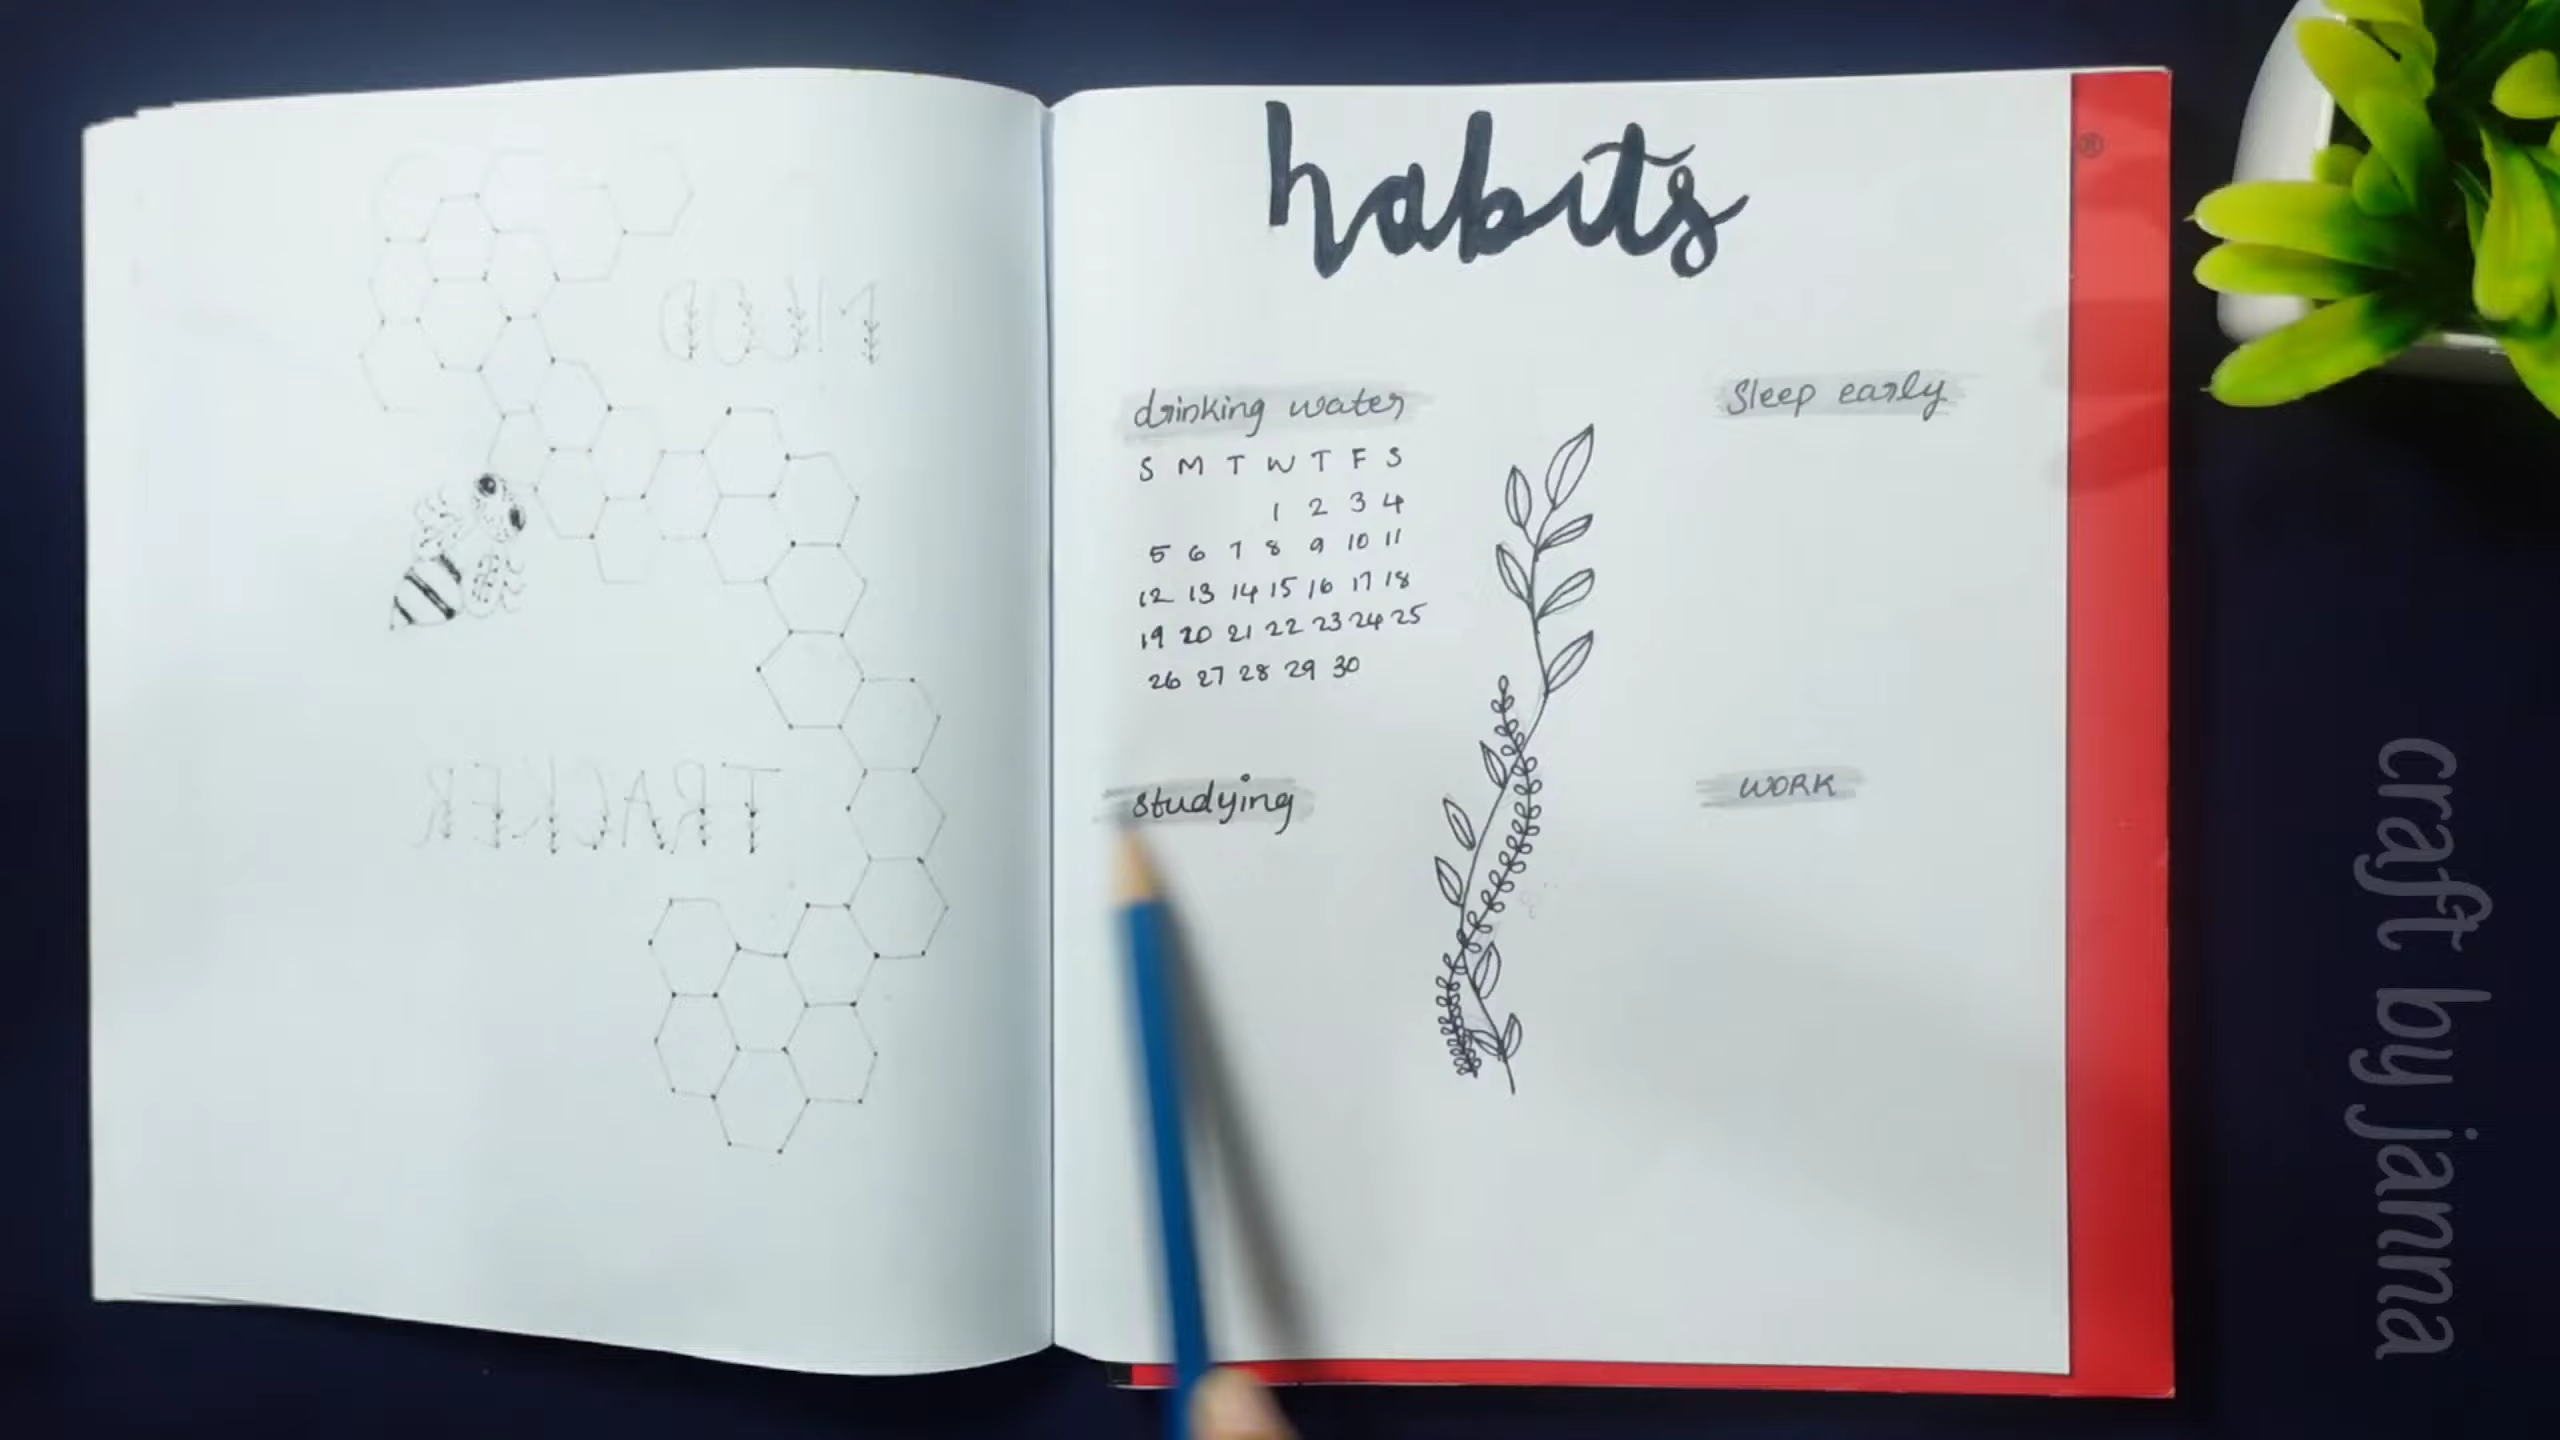 MOOD
TRACKER
habits
drinking water
S M T W T F S
1 2 3 4
5 6 7 8 9 10 11
12 13 14 15 16 17 18
19 20 21 22 23 24 25
26 27 28 29 30
studying
Sleep early
WORK
®
craft by janna